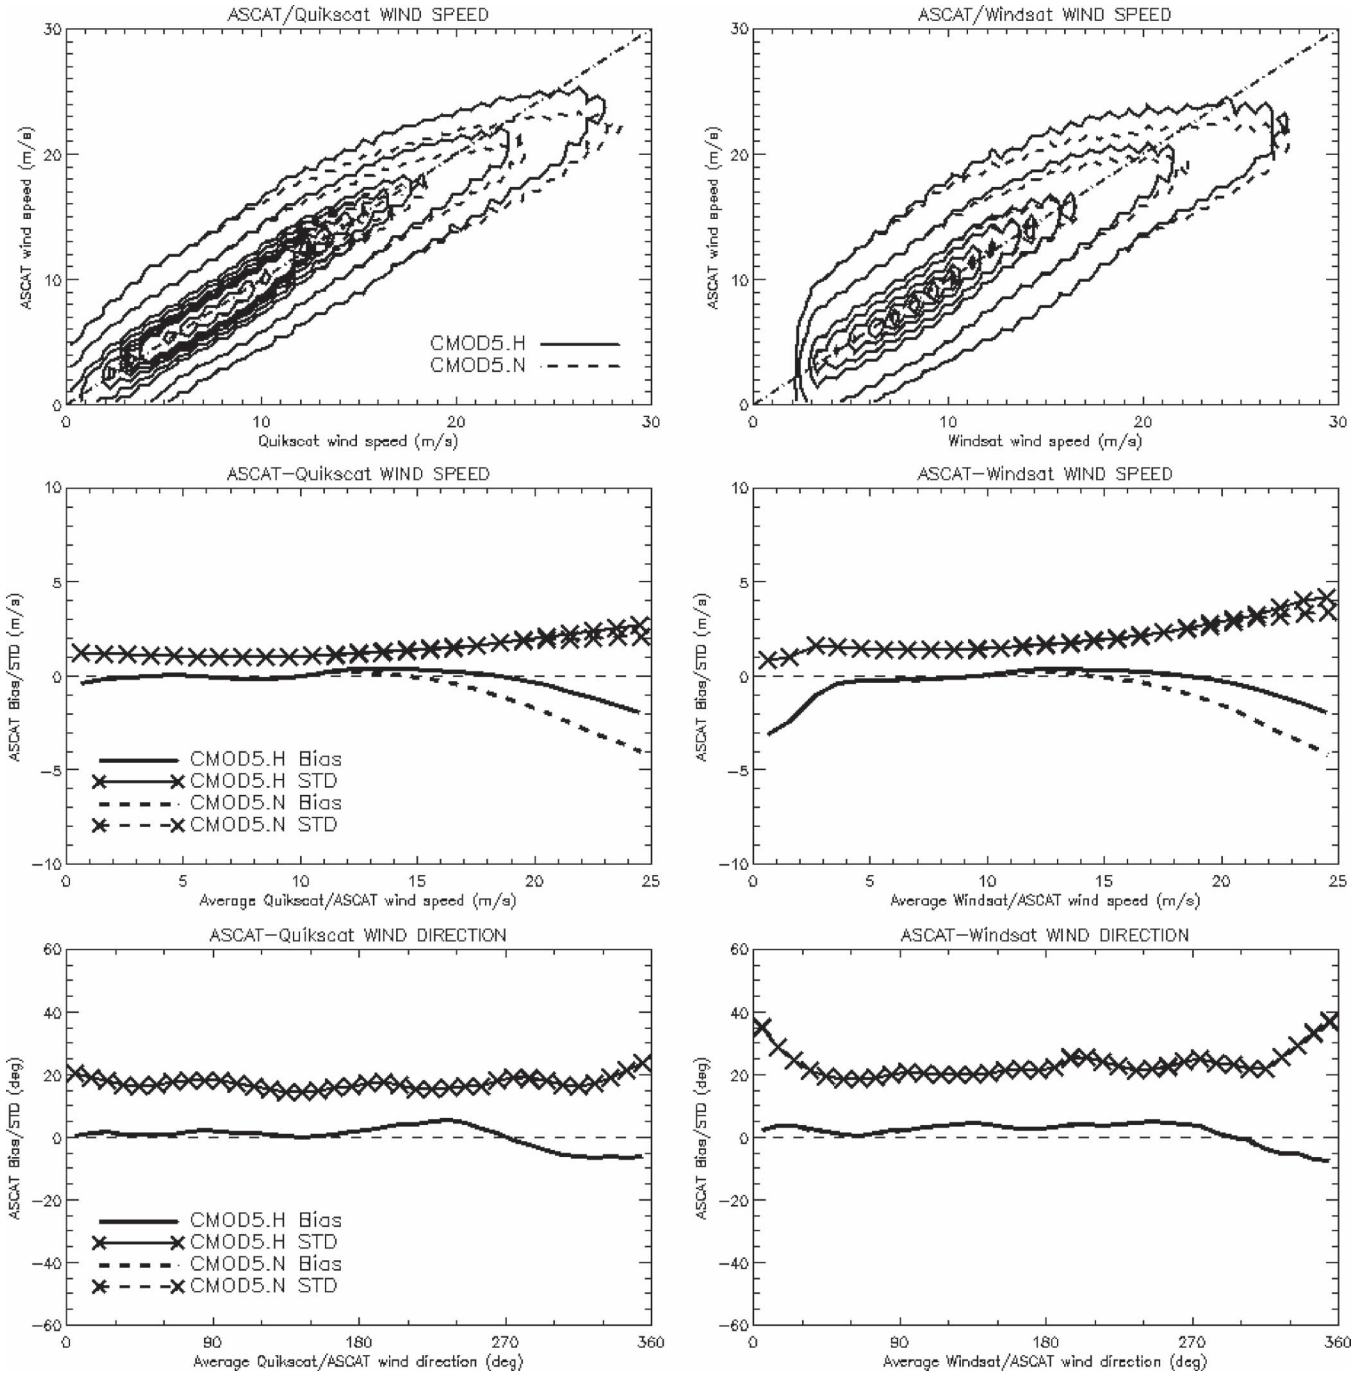 ASCAT/Quikscat WIND SPEED
30
20
10
0
ASCAT wind speed (m/s)
CMOD5.H
CMOD5.N
0 10 20 30
Quikscat wind speed (m/s)
ASCAT/Windsat WIND SPEED
30
20
10
0
ASCAT wind speed (m/s)
0 10 20 30
Windsat wind speed (m/s)
ASCAT-Quikscat WIND SPEED
10
5
0
-5
-10
ASCAT Bias/STD (m/s)
CMOD5.H Bias
CMOD5.H STD
CMOD5.N Bias
CMOD5.N STD
0 5 10 15 20 25
Average Quikscat/ASCAT wind speed (m/s)
ASCAT-Windsat WIND SPEED
10
5
0
-5
-10
ASCAT Bias/STD (m/s)
0 5 10 15 20 25
Average Windsat/ASCAT wind speed (m/s)
ASCAT-Quikscat WIND DIRECTION
60
40
20
0
-20
-40
-60
ASCAT Bias/STD (deg)
CMOD5.H Bias
CMOD5.H STD
CMOD5.N Bias
CMOD5.N STD
0 90 180 270 360
Average Quikscat/ASCAT wind direction (deg)
ASCAT-Windsat WIND DIRECTION
60
40
20
0
-20
-40
-60
ASCAT Bias/STD (deg)
0 90 180 270 360
Average Windsat/ASCAT wind direction (deg)